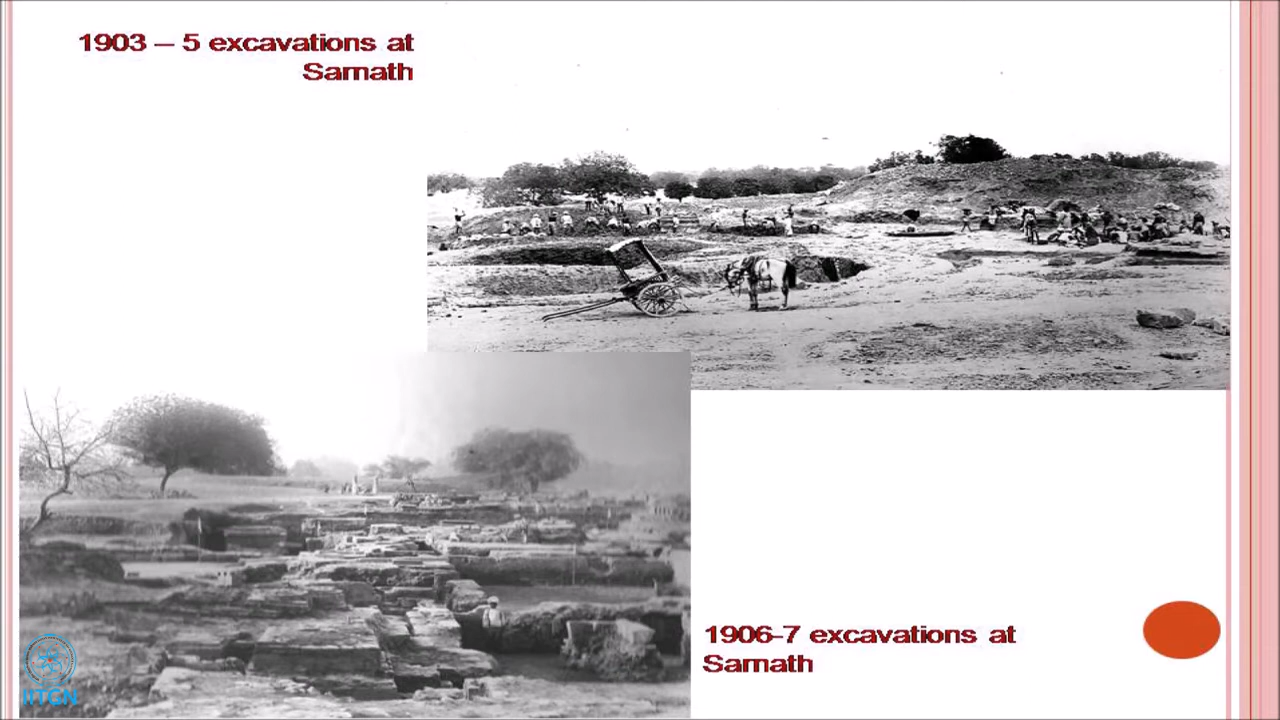 1903 – 5 excavations at
Sarnath
1906-7 excavations at
Sarnath
IITGN